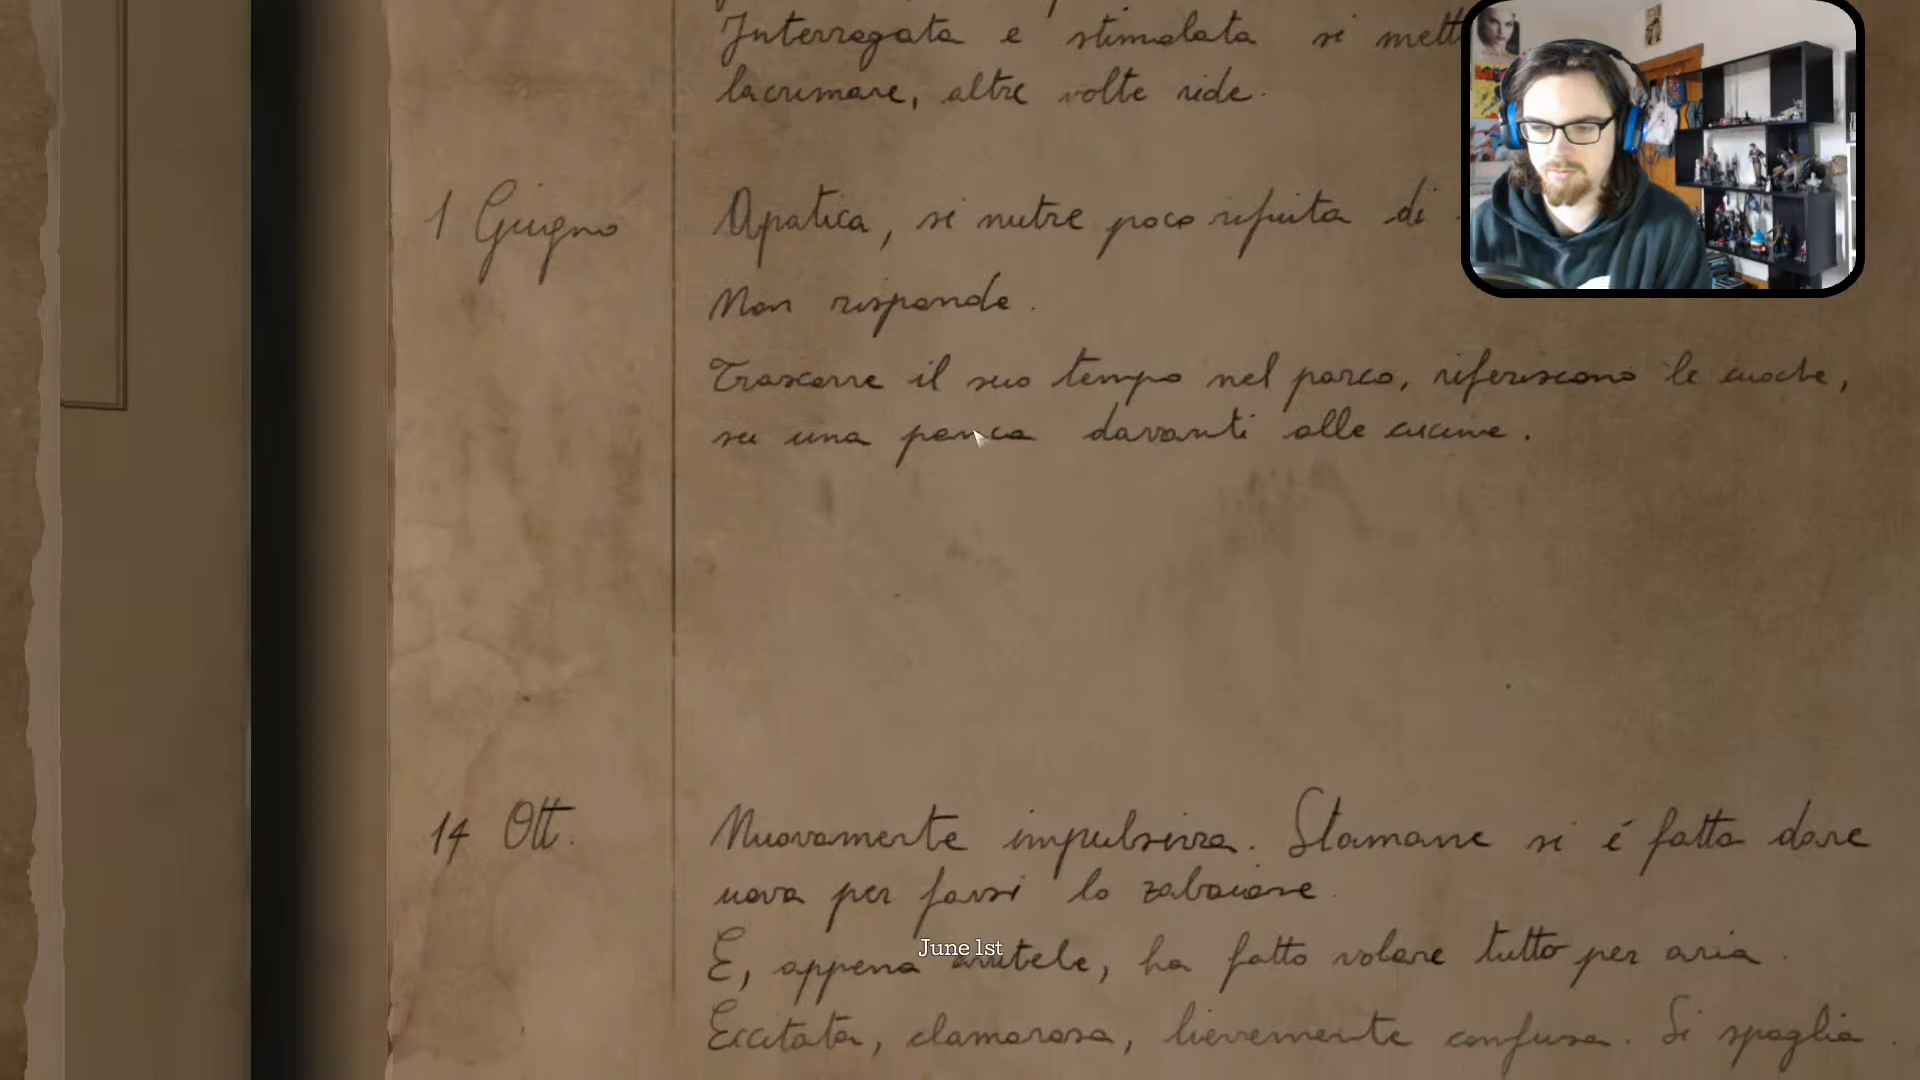 Interrogata e stimolata si mett
lacrimare, altre volte ride.
1 Giugno
Apatica, si nutre poco rifiuta di
Non risponde.
Trascorre il suo tempo nel parco, riferiscono le cuoche,
su una panca davanti alle cucine.
14 Ott.
Nuovamente impulsiva. Stamane si é fatta dare
uova per farsi lo zabaione
E, appena avutele, ha fatto volare tutto per aria.
June 1st
Eccitata, clamorosa, lievemente confusa. Si spoglia.